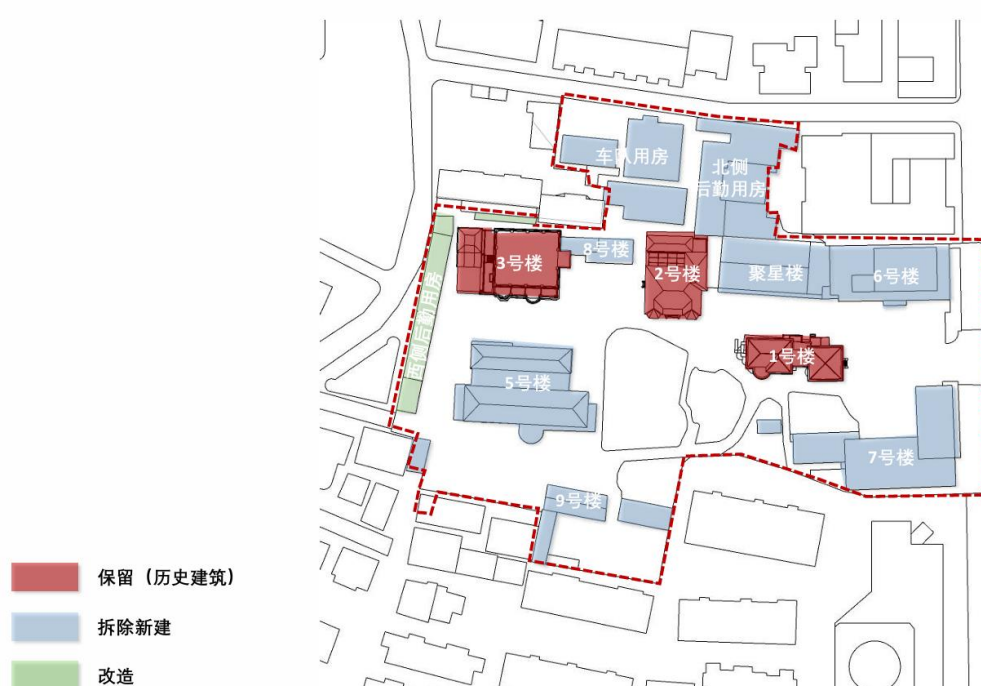 车队用房
北侧
后勤用房
3号楼
8号楼
2号楼
聚星楼
6号楼
西侧后勤用房
1号楼
5号楼
7号楼
9号楼
保留（历史建筑）
拆除新建
改造